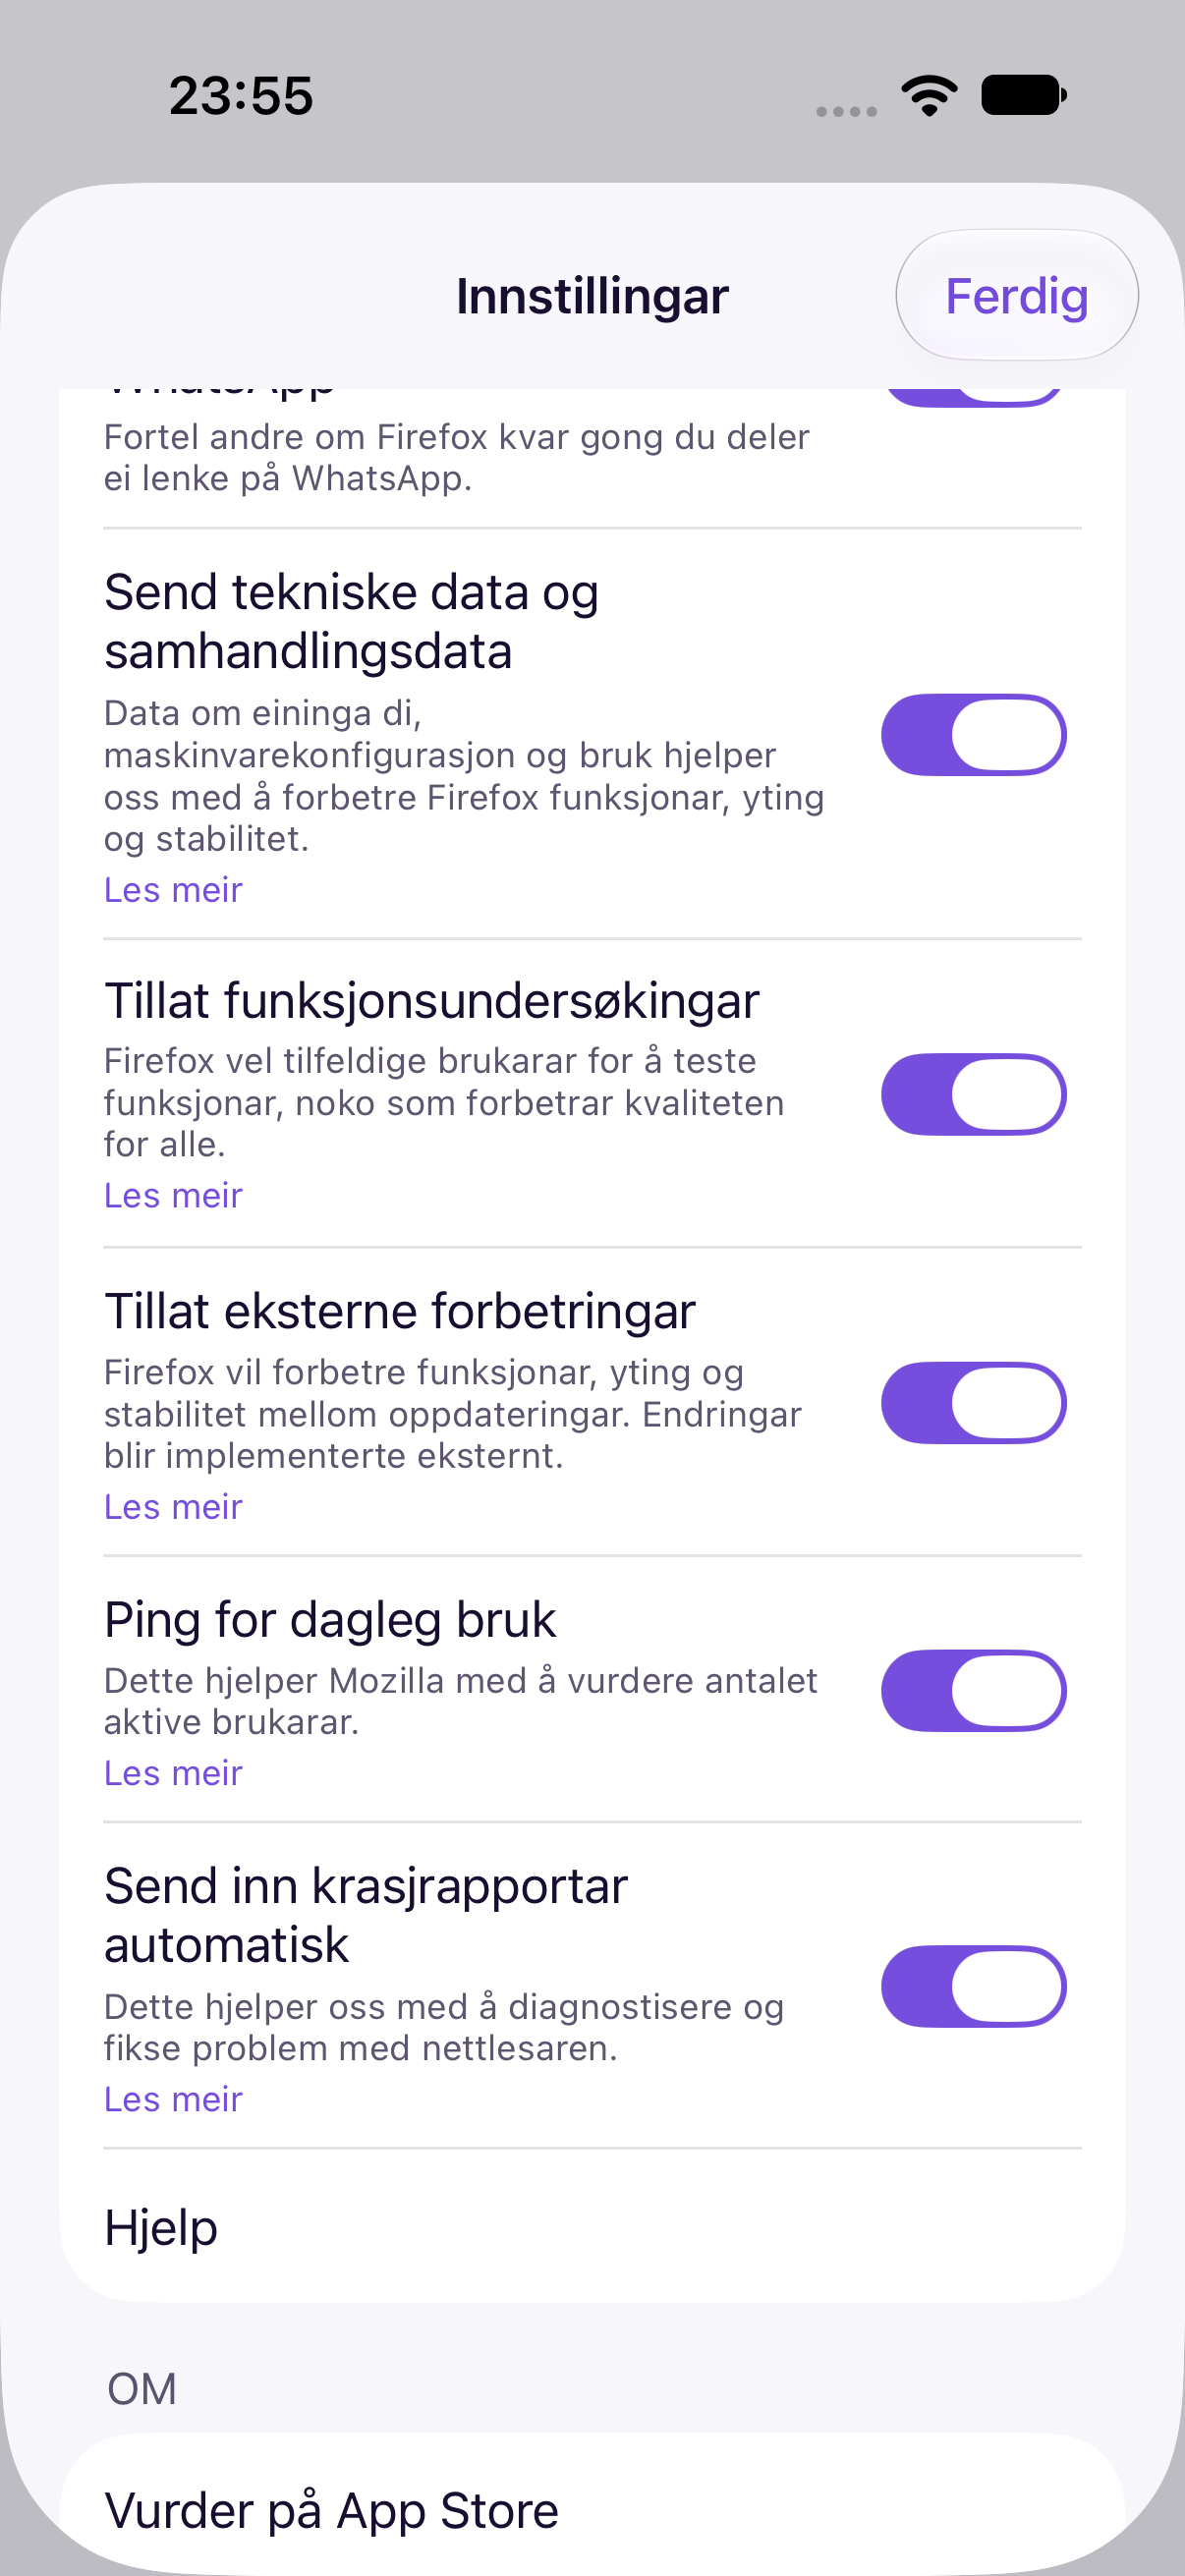 23:55
Innstillingar
Ferdig
WhatsApp
Fortel andre om Firefox kvar gong du deler
ei lenke på WhatsApp.
Send tekniske data og
samhandlingsdata
Data om eininga di,
maskinvarekonfigurasjon og bruk hjelper
oss med å forbetre Firefox funksjonar, yting
og stabilitet.
Les meir
Tillat funksjonsundersøkingar
Firefox vel tilfeldige brukarar for å teste
funksjonar, noko som forbetrar kvaliteten
for alle.
Les meir
Tillat eksterne forbetringar
Firefox vil forbetre funksjonar, yting og
stabilitet mellom oppdateringar. Endringar
blir implementerte eksternt.
Les meir
Ping for dagleg bruk
Dette hjelper Mozilla med å vurdere antalet
aktive brukarar.
Les meir
Send inn krasjrapportar
automatisk
Dette hjelper oss med å diagnostisere og
fikse problem med nettlesaren.
Les meir
Hjelp
OM
Vurder på App Store